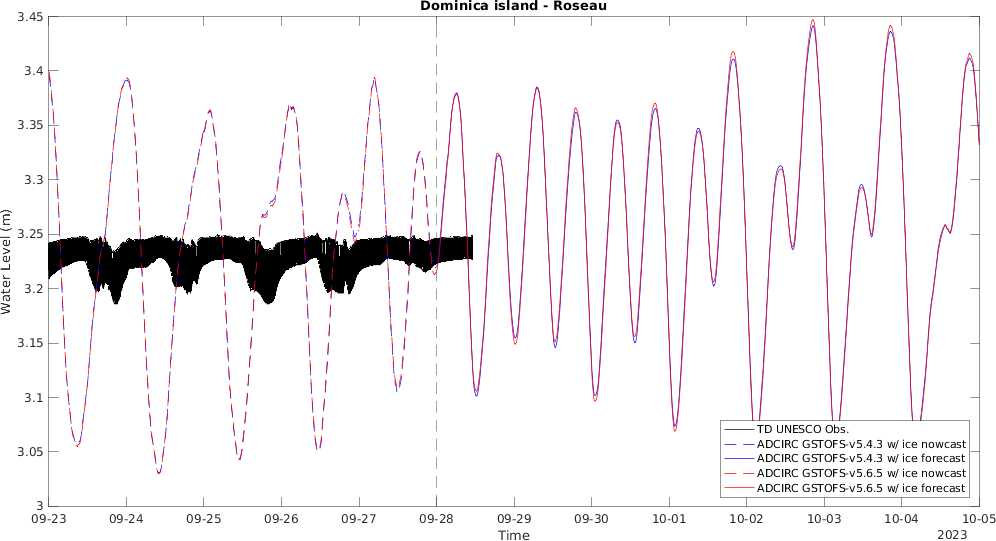 Dominica island - Roseau
3.45
3.4
3.35
3.3
3.25
3.2
3.15
3.1
3.05
3
Water Level (m)
09-23 09-24 09-25 09-26 09-27 09-28 09-29 09-30 10-01 10-02 10-03 10-04 10-05
Time
2023
TD UNESCO Obs.
ADCIRC GSTOFS-v5.4.3 w/ ice nowcast
ADCIRC GSTOFS-v5.4.3 w/ ice forecast
ADCIRC GSTOFS-v5.6.5 w/ ice nowcast
ADCIRC GSTOFS-v5.6.5 w/ ice forecast